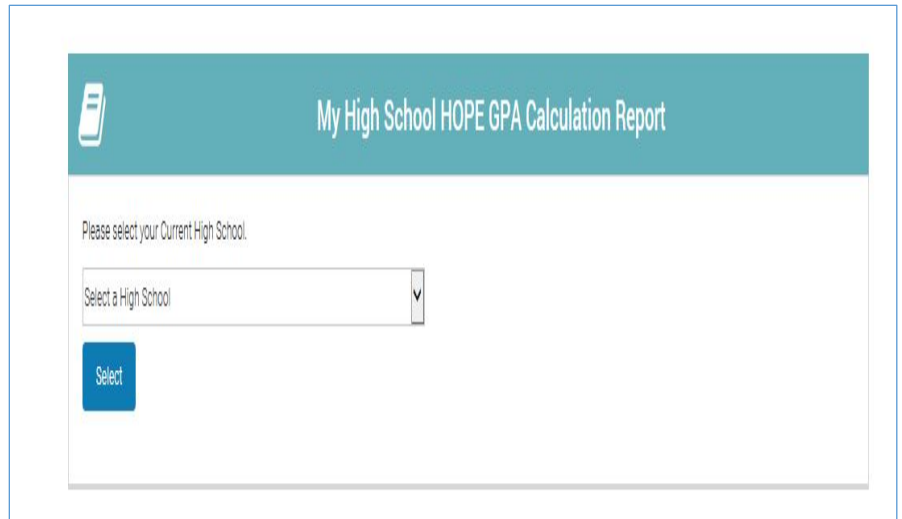 My High School HOPE GPA Calculation Report
Please select your Current High School.
Select a High School
Select